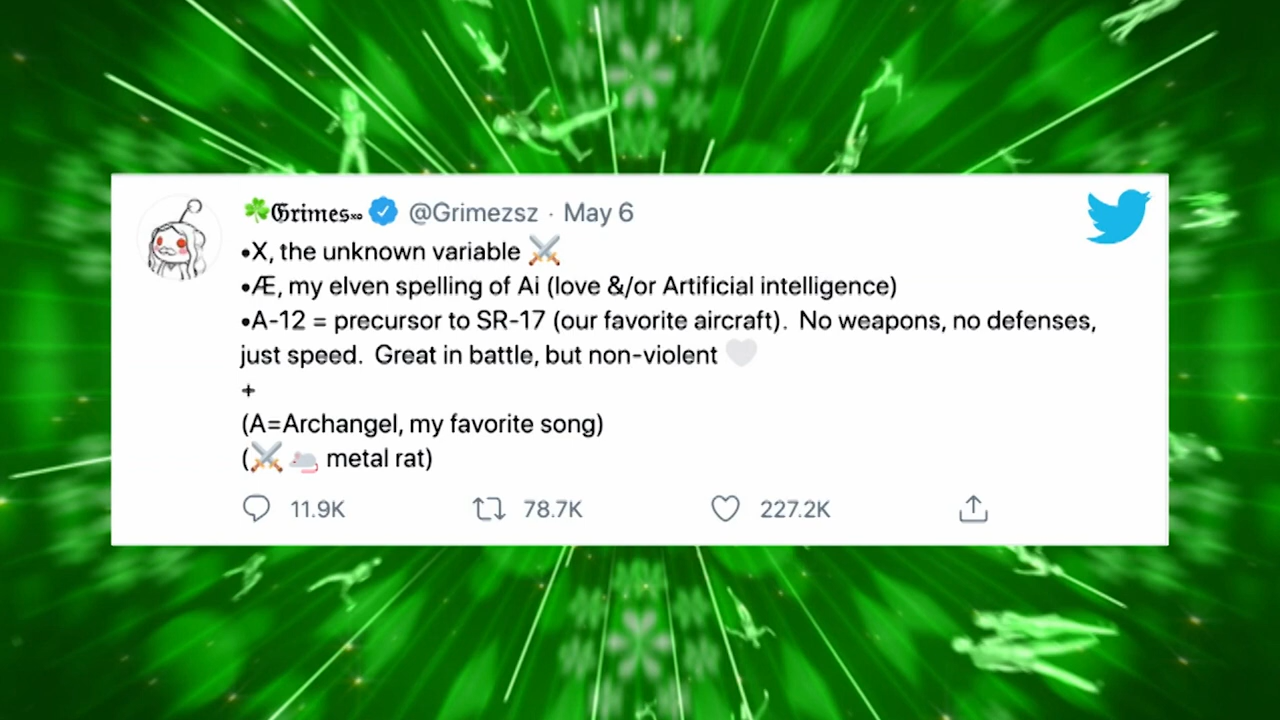 ☘️𝕲𝖗𝖎𝖒𝖊𝖘 @Grimezsz · May 6
•X, the unknown variable ⚔️
•Æ, my elven spelling of Ai (love &/or Artificial intelligence)
•A-12 = precursor to SR-17 (our favorite aircraft). No weapons, no defenses,
just speed. Great in battle, but non-violent 🤍
+
(A=Archangel, my favorite song)
(⚔️🐁 metal rat)
11.9K 78.7K 227.2K